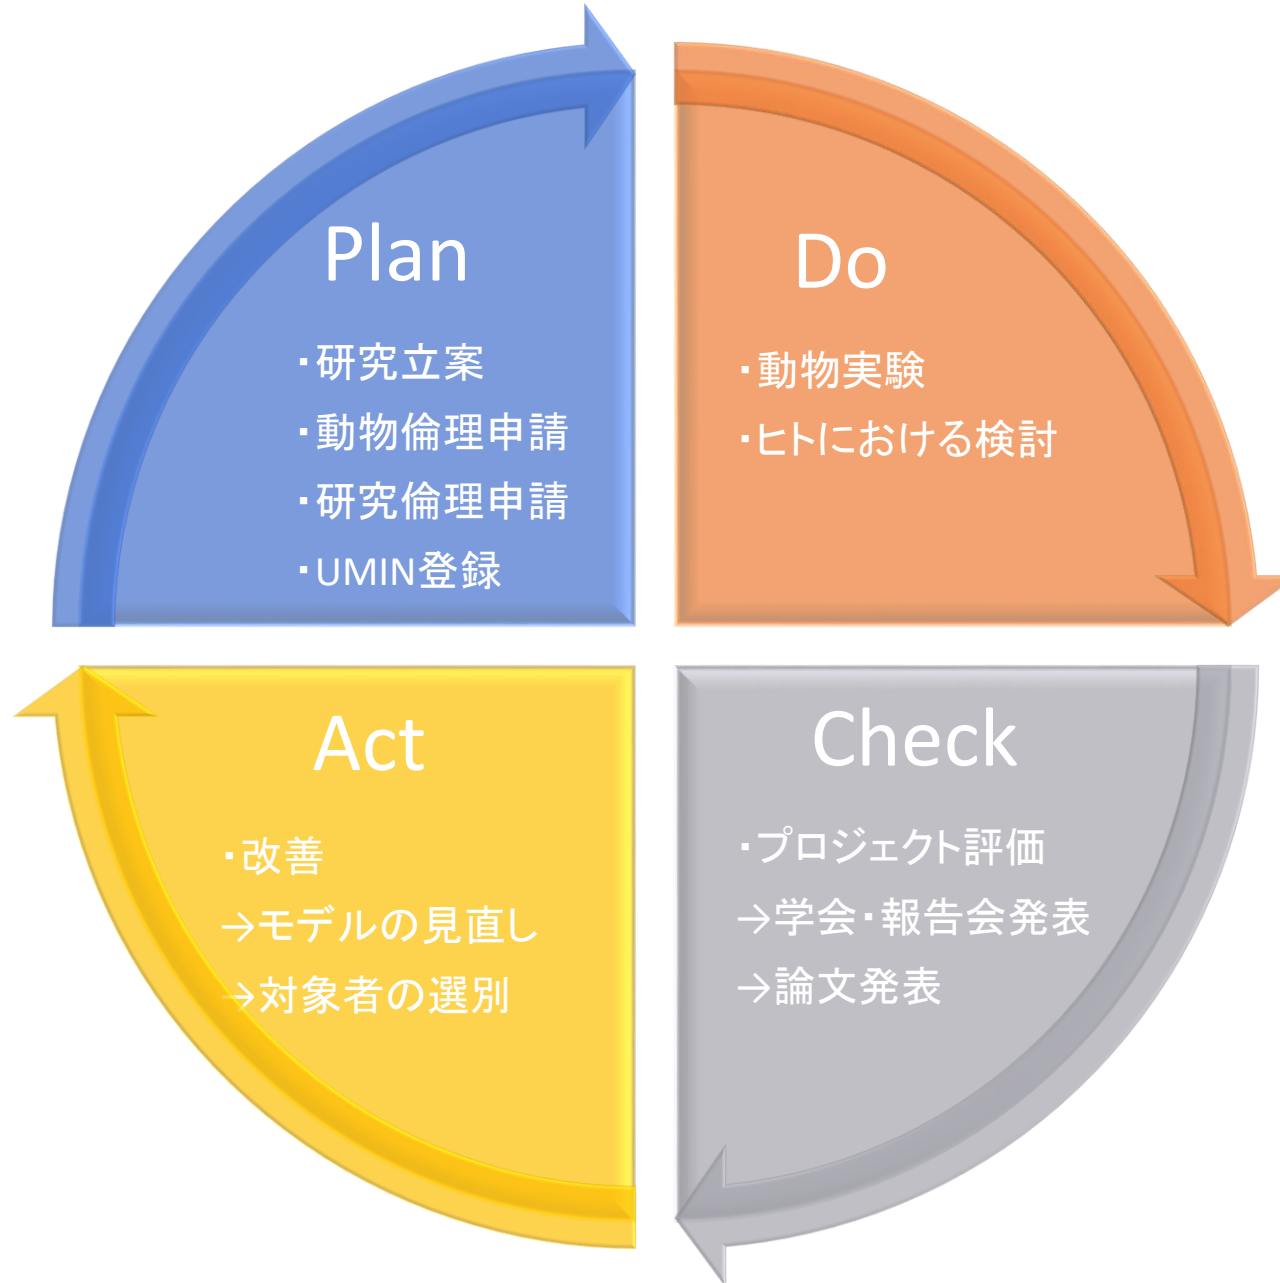 Plan
・研究立案
・動物倫理申請
・研究倫理申請
・UMIN登録
Do
・動物実験
・ヒトにおける検討
Check
・プロジェクト評価
→学会・報告会発表
→論文発表
Act
・改善
→モデルの見直し
→対象者の選別